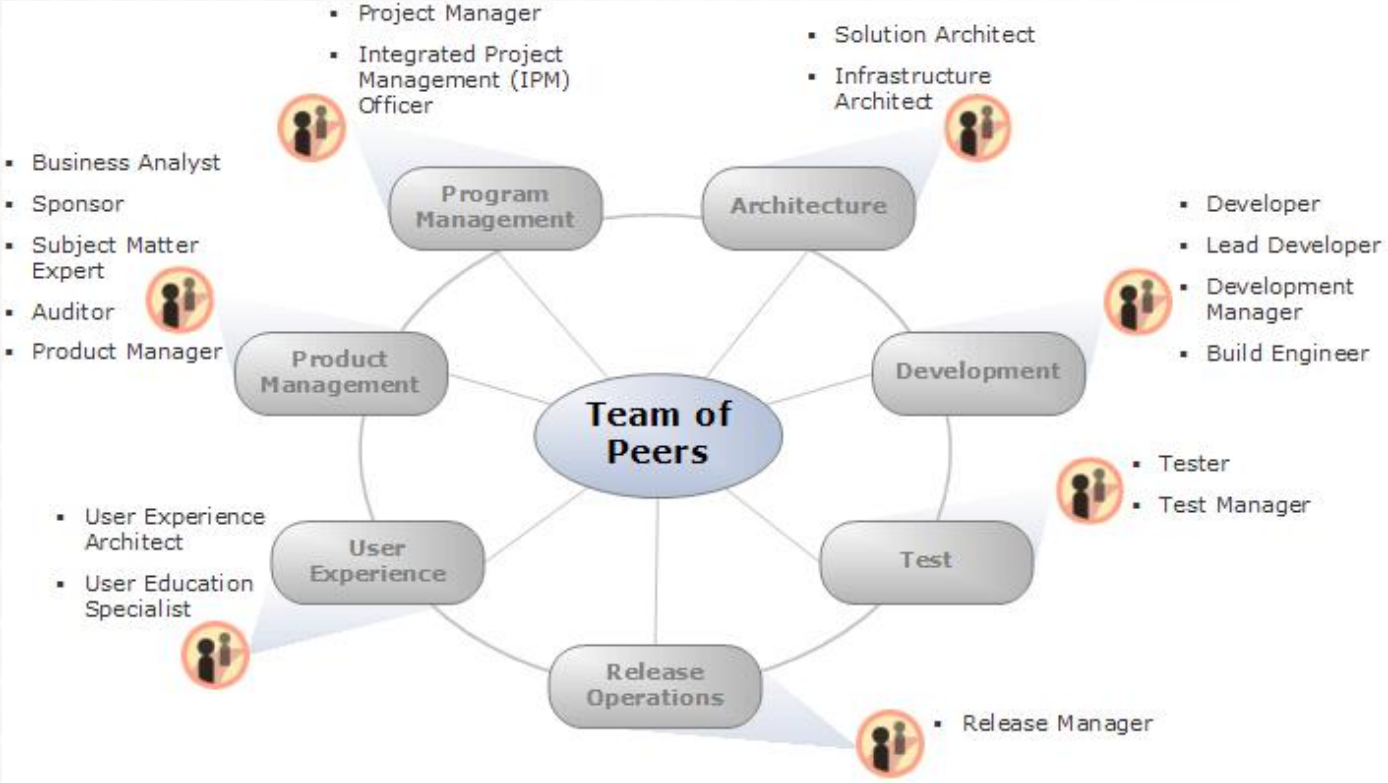 ▪ Project Manager
▪ Integrated Project
Management (IPM)
Officer
▪ Solution Architect
▪ Infrastructure
Architect
▪ Business Analyst
▪ Sponsor
▪ Subject Matter
Expert
▪ Auditor
▪ Product Manager
Program
Management
Architecture
▪ Developer
▪ Lead Developer
▪ Development
Manager
▪ Build Engineer
Product
Management
Development
Team of
Peers
▪ Tester
▪ Test Manager
▪ User Experience
Architect
▪ User Education
Specialist
User
Experience
Test
Release
Operations
▪ Release Manager